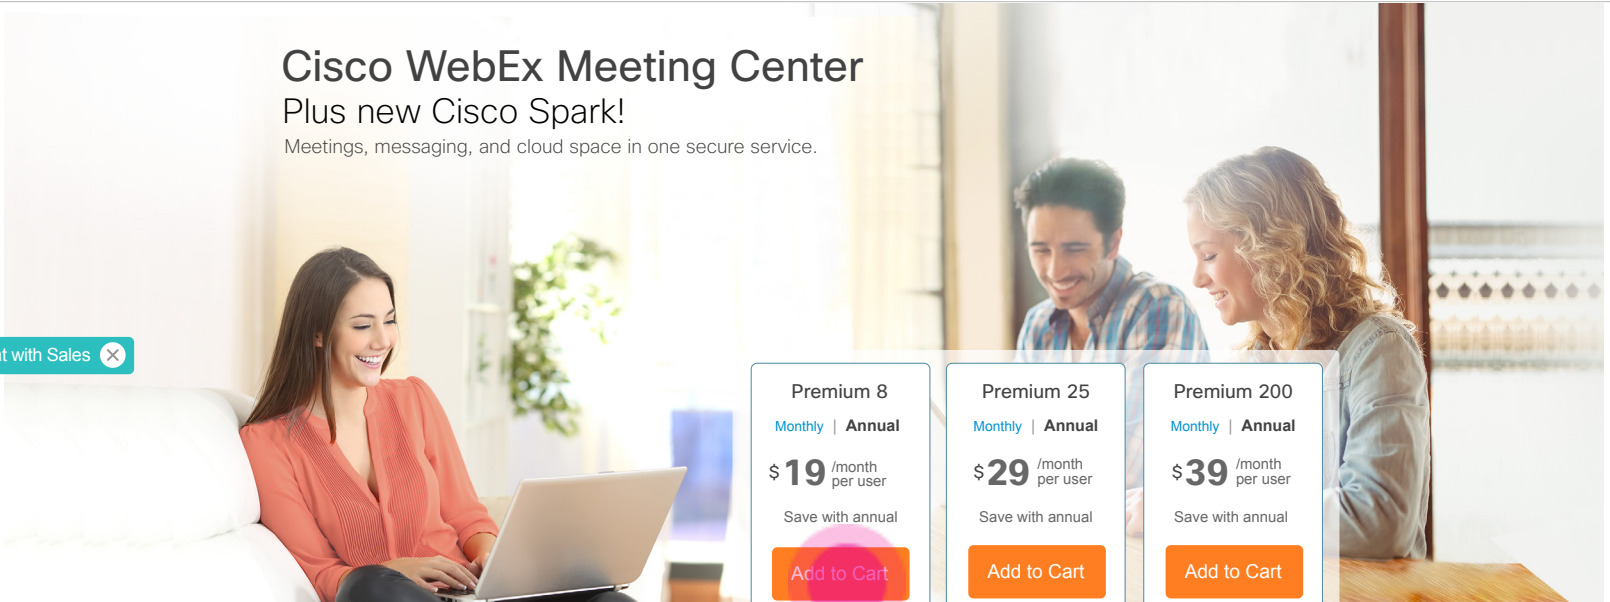 Cisco WebEx Meeting Center
Plus new Cisco Spark!
Meetings, messaging, and cloud space in one secure service.
with Sales
Premium 8
Monthly | Annual
$19 /month
per user
Save with annual
Add to Cart
Premium 25
Monthly | Annual
$29 /month
per user
Save with annual
Add to Cart
Premium 200
Monthly | Annual
$39 /month
per user
Save with annual
Add to Cart